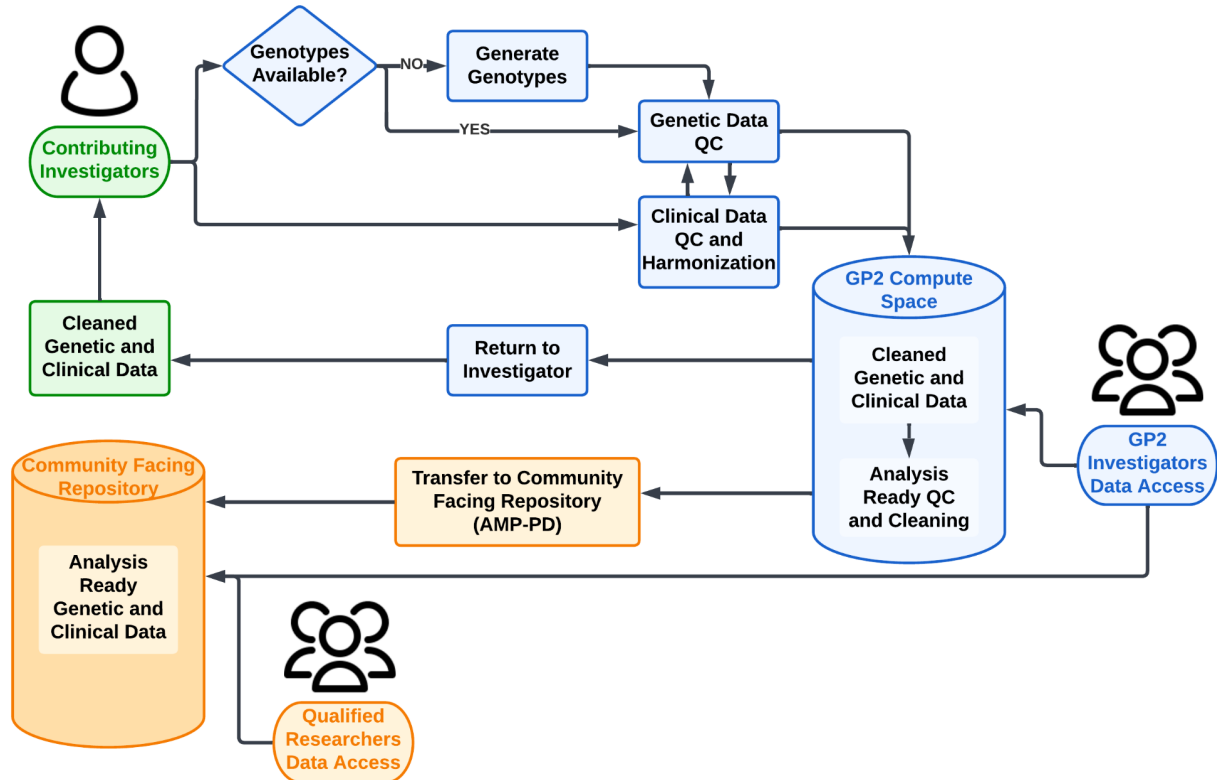 Genotypes
Available?
NO
Generate
Genotypes
YES
Genetic Data
QC
Contributing
Investigators
Clinical Data
QC and
Harmonization
GP2 Compute
Space
Cleaned
Genetic and
Clinical Data
Return to
Investigator
Cleaned
Genetic and
Clinical Data
Analysis
Ready QC
and Cleaning
GP2
Investigators
Data Access
Community Facing
Repository
Transfer to Community
Facing Repository
(AMP-PD)
Analysis
Ready
Genetic and
Clinical Data
Qualified
Researchers
Data Access